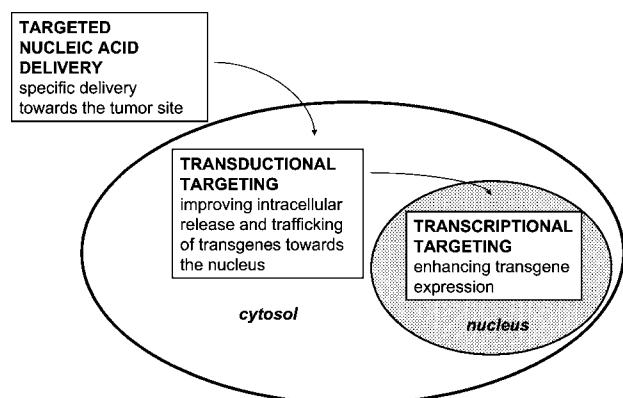 TARGETED
NUCLEIC ACID
DELIVERY
specific delivery
towards the tumor site
TRANSDUCTIONAL
TARGETING
improving intracellular
release and trafficking
of transgenes towards
the nucleus
TRANSCRIPTIONAL
TARGETING
enhancing transgene
expression
cytosol
nucleus